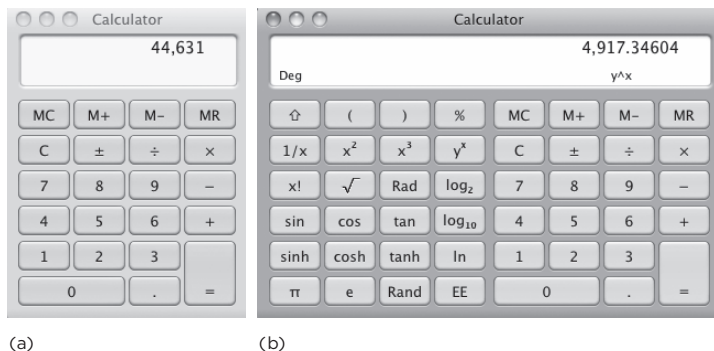 Calculator
44,631
MC M+ M− MR
C ± ÷ ×
7 8 9 −
4 5 6 +
1 2 3
0 . =
(a)
Calculator
4,917.34604
Deg y^x
⇧ ( ) % MC M+ M− MR
1/x x² x³ yˣ C ± ÷ ×
x! √ Rad log₂ 7 8 9 −
sin cos tan log₁₀ 4 5 6 +
sinh cosh tanh ln 1 2 3
π e Rand EE 0 . =
(b)